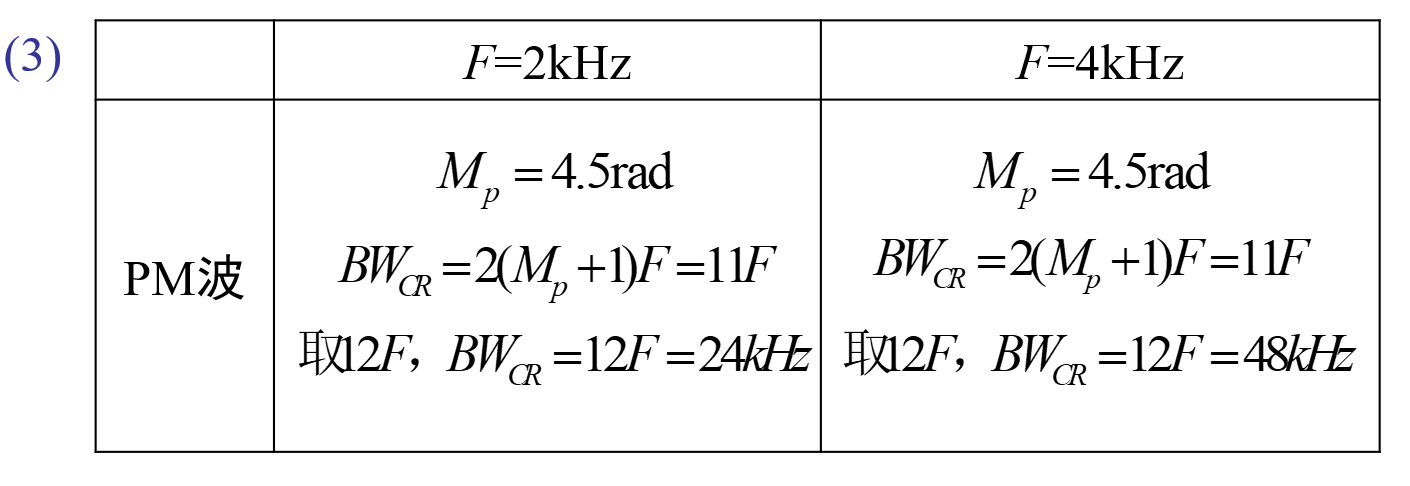 (3)
F=2kHz
F=4kHz
PM波
M_p = 4.5rad
BW_CR = 2(M_p + 1)F = 11F
取12F，BW_CR = 12F = 24kHz
M_p = 4.5rad
BW_CR = 2(M_p + 1)F = 11F
取12F，BW_CR = 12F = 48kHz